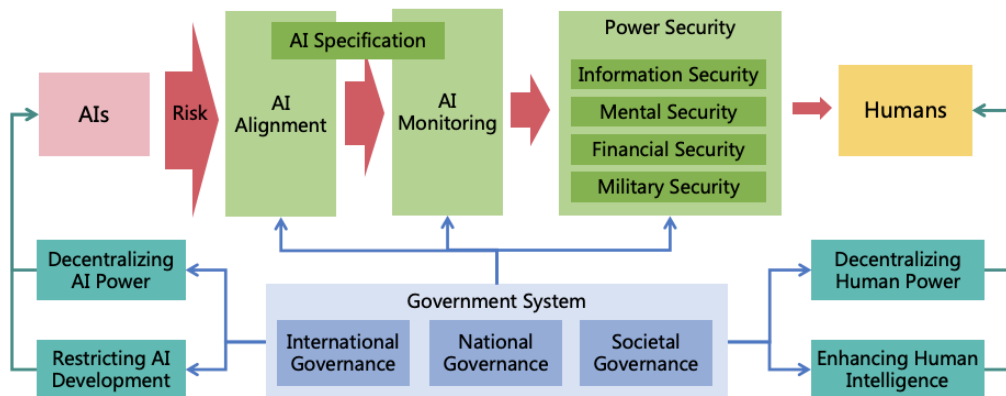 AIs
Risk
AI Specification
AI
Alignment
AI
Monitoring
Power Security
Information Security
Mental Security
Financial Security
Military Security
Humans
Decentralizing
AI Power
Restricting AI
Development
Government System
International
Governance
National
Governance
Societal
Governance
Decentralizing
Human Power
Enhancing Human
Intelligence